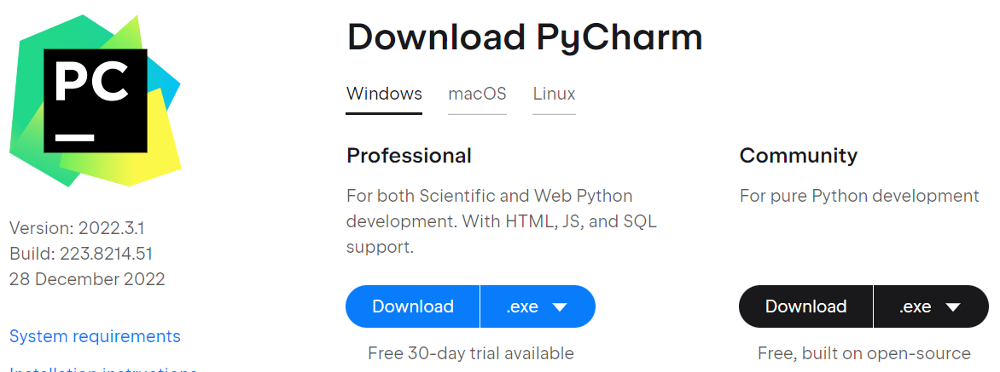 PC
Version: 2022.3.1
Build: 223.8214.51
28 December 2022
System requirements
Installation instructions
Download PyCharm
Windows macOS Linux
Professional
For both Scientific and Web Python
development. With HTML, JS, and SQL
support.
Download .exe
Free 30-day trial available
Community
For pure Python development
Download .exe
Free, built on open-source